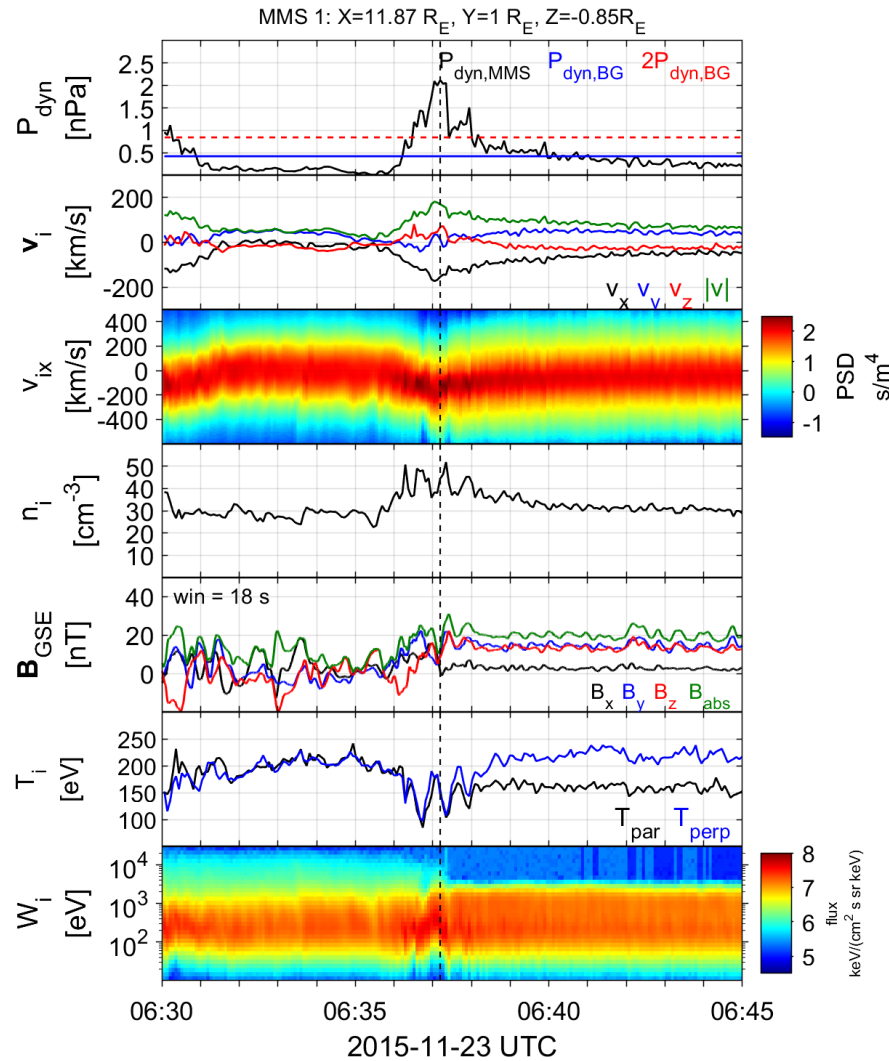 MMS 1: X=11.87 R_E, Y=1 R_E, Z=-0.85R_E
P_dyn [nPa]
2.5
2
1.5
1
0.5
P_dyn,MMS P_dyn,BG 2P_dyn,BG
v_i [km/s]
200
0
-200
v_x v_y v_z |v|
v_ix [km/s]
400
200
0
-200
-400
2
1
0
-1
PSD s/m^4
n_i [cm^-3]
50
40
30
20
10
B_GSE [nT]
40
20
0
win = 18 s
B_x B_y B_z B_abs
T_i [eV]
250
200
150
100
T_par T_perp
W_i [eV]
10^4
10^3
10^2
8
7
6
5
flux keV/(cm^2 s sr keV)
06:30 06:35 06:40 06:45
2015-11-23 UTC